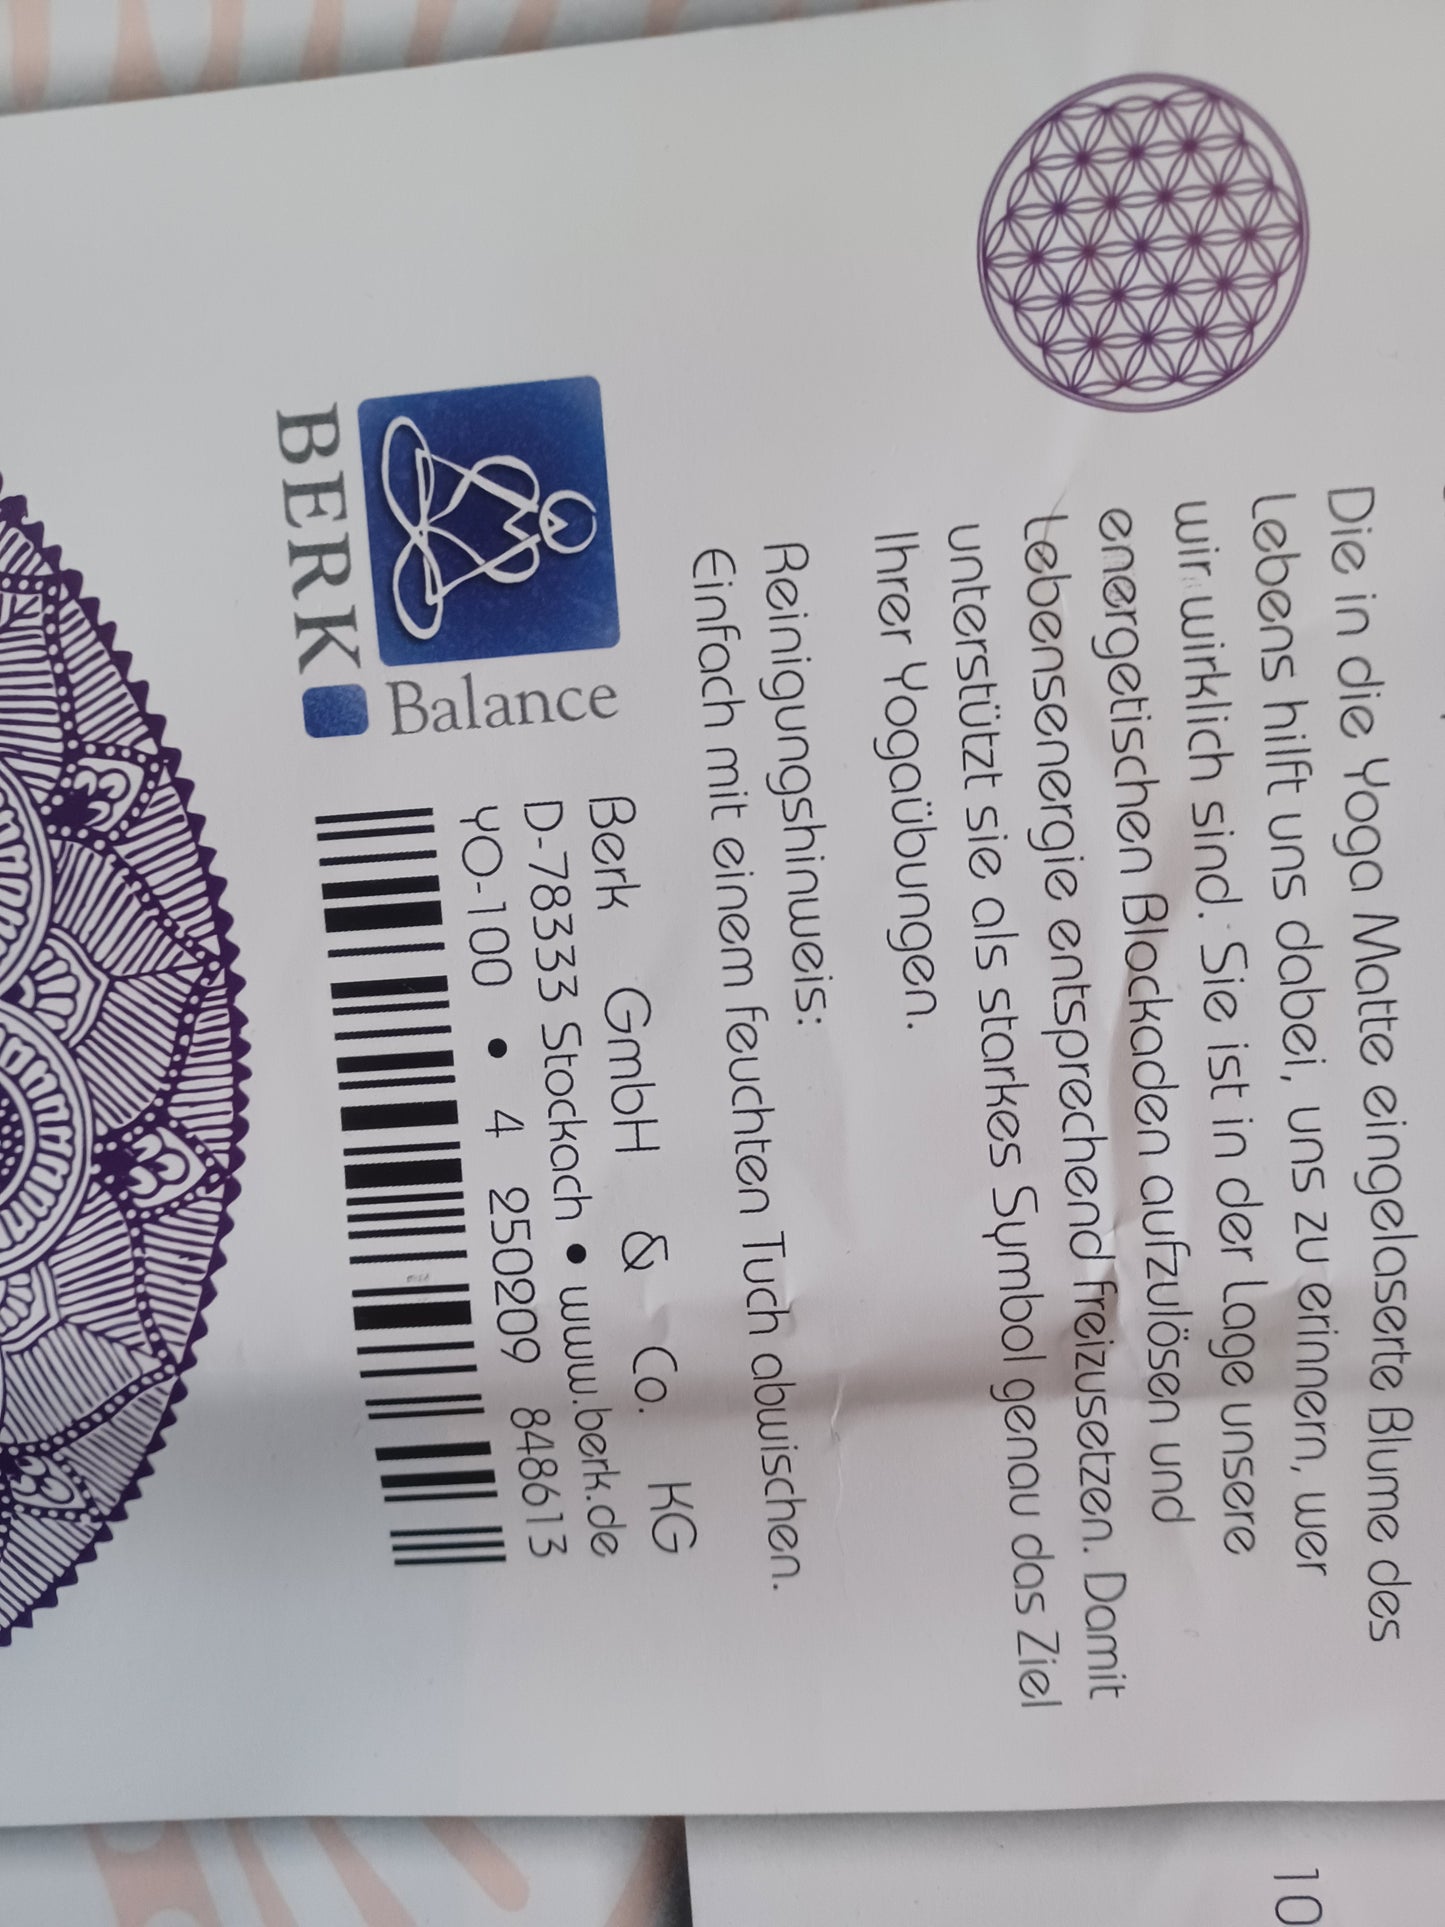 Die in die Yoga Matte eingelaserte Blume des
Lebens hilft uns dabei, uns zu erinnern, wer
wir wirklich sind. Sie ist in der Lage unsere
energetischen Blockaden aufzulösen und
Lebensenergie entsprechend freizusetzen. Damit
unterstützt sie als starkes Symbol genau das Ziel
Ihrer Yogaübungen.
Reinigungshinweis:
Einfach mit einem feuchten Tuch abwischen.
Balance
BERK
Berk GmbH & Co. KG
D-78333 Stockach • www.berk.de
YO-100 • 4 250209 848613
10